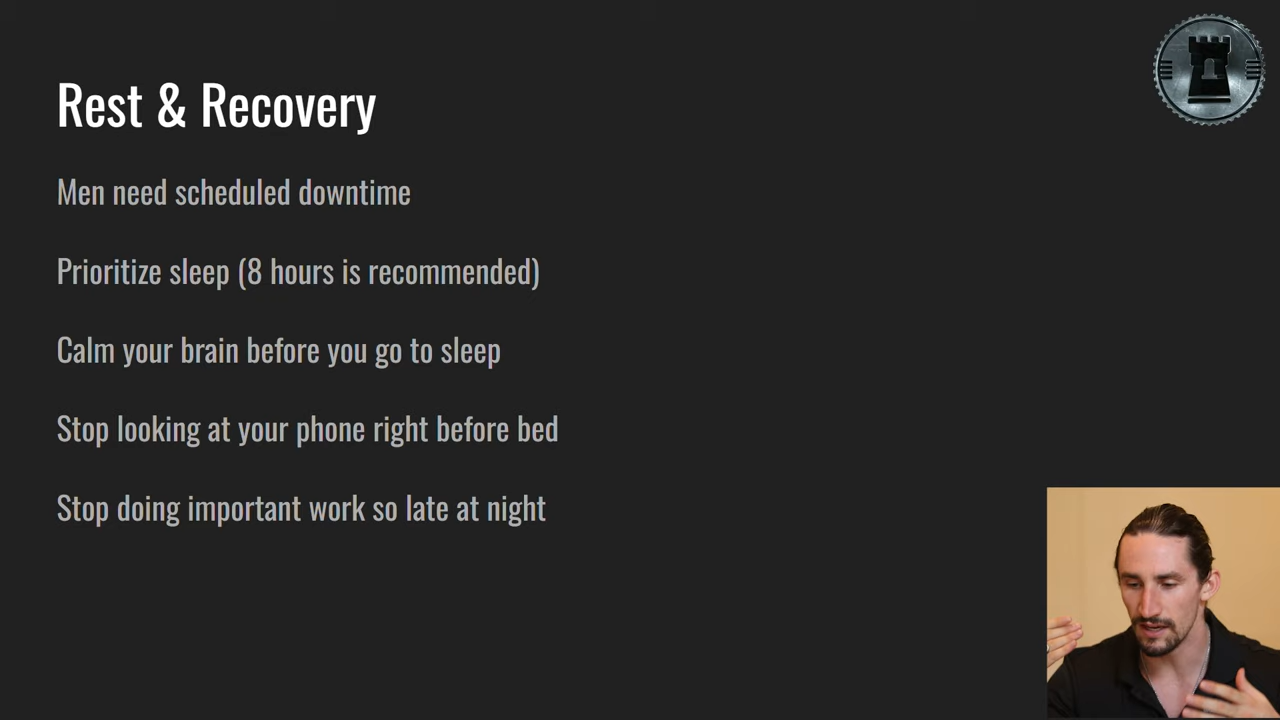 Rest & Recovery
Men need scheduled downtime
Prioritize sleep (8 hours is recommended)
Calm your brain before you go to sleep
Stop looking at your phone right before bed
Stop doing important work so late at night